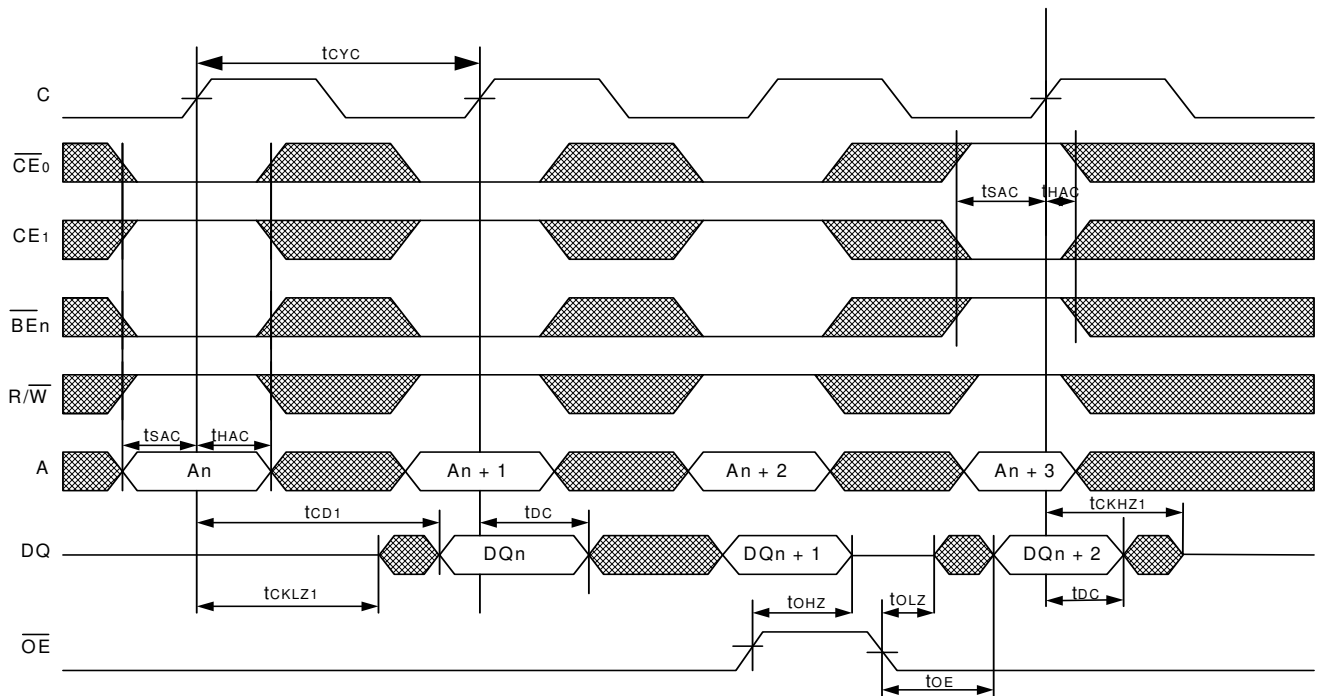 tCYC
C
CE0
tSAC tHAC
CE1
BEn
R/W
tSAC tHAC
A An An + 1 An + 2 An + 3
tCD1 tDC tCKHZ1
DQ DQn DQn + 1 DQn + 2
tCKLZ1 tOHZ tOLZ tDC
OE
tOE